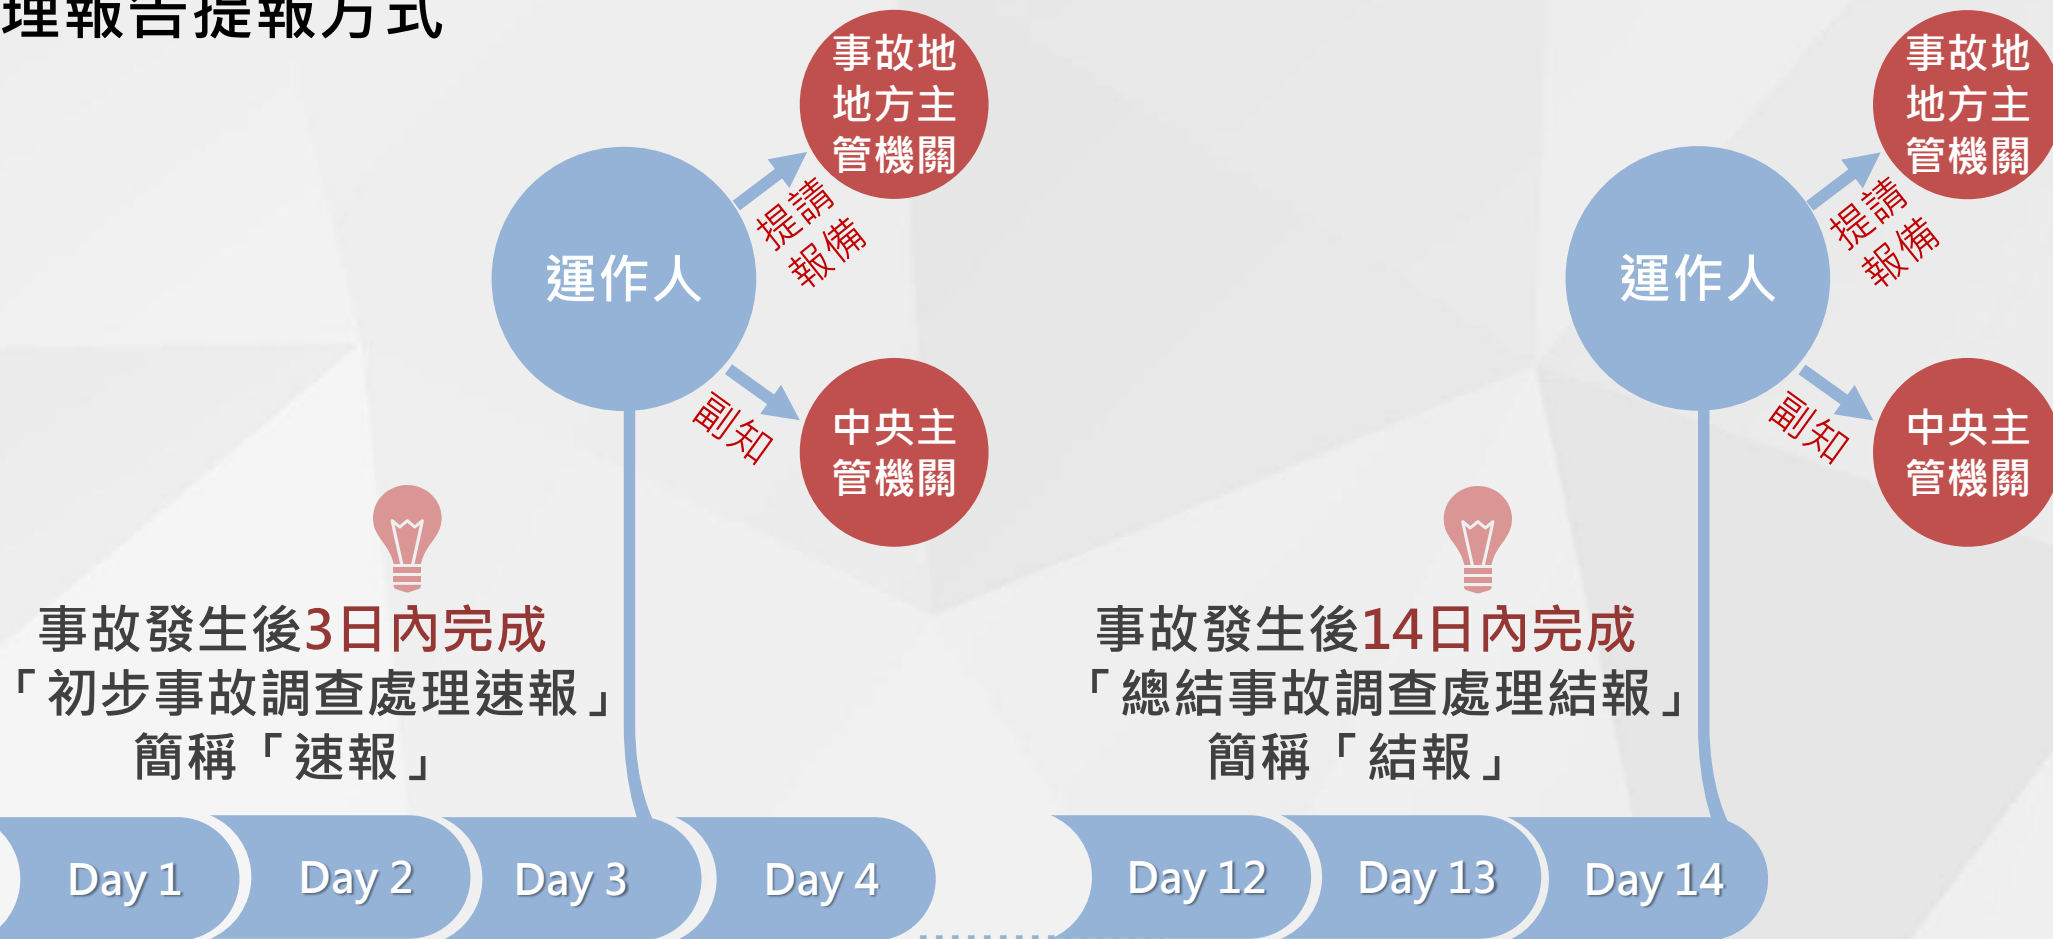 理報告提報方式
事故地
地方主
管機關
運作人
提請
報備
副知
中央主
管機關
事故發生後3日內完成
「初步事故調查處理速報」
簡稱「速報」
事故地
地方主
管機關
運作人
提請
報備
副知
中央主
管機關
事故發生後14日內完成
「總結事故調查處理結報」
簡稱「結報」
Day 1
Day 2
Day 3
Day 4
Day 12
Day 13
Day 14